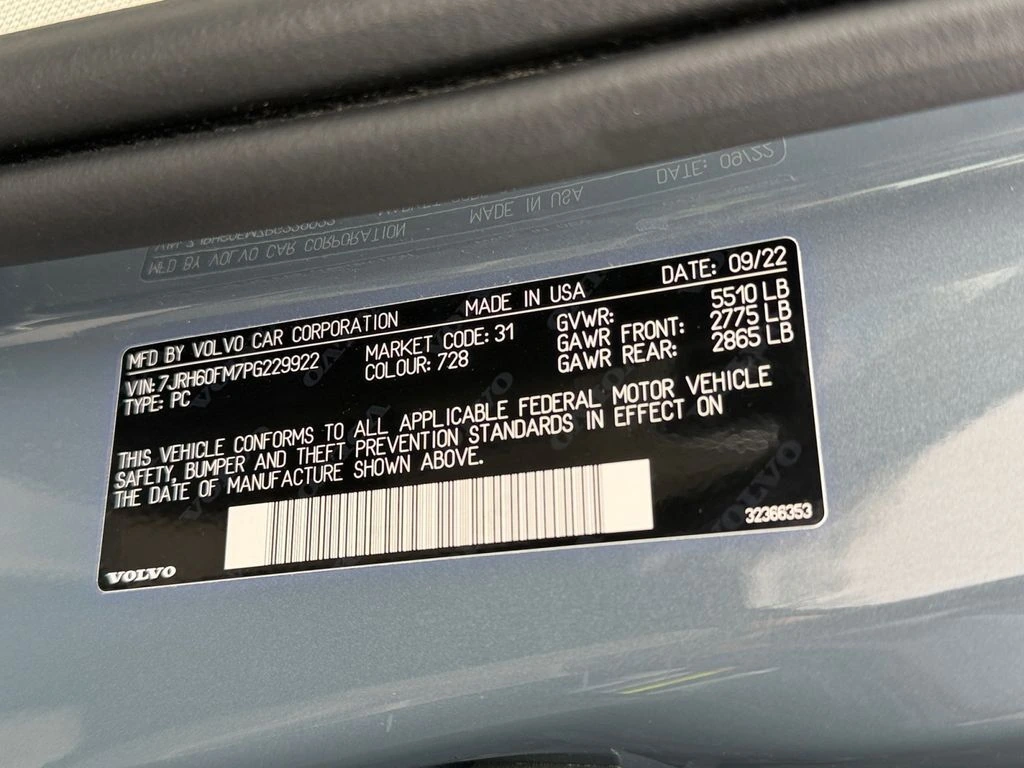 MFD BY VOLVO CAR CORPORATION MADE IN USA DATE: 09/22
VIN: 7JRH60FM7PG229922 MARKET CODE: 31 GVWR: 5510 LB
TYPE: PC COLOUR: 728 GAWR FRONT: 2775 LB
GAWR REAR: 2865 LB
THIS VEHICLE CONFORMS TO ALL APPLICABLE FEDERAL MOTOR VEHICLE
SAFETY, BUMPER AND THEFT PREVENTION STANDARDS IN EFFECT ON
THE DATE OF MANUFACTURE SHOWN ABOVE.
32366353
VOLVO